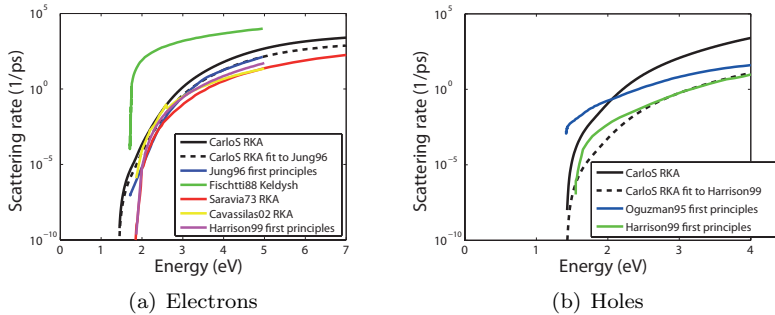 Scattering rate (1/ps)
10^5
10^0
10^-5
10^-10
CarloS RKA
CarloS RKA fit to Jung96
Jung96 first principles
Fischtti88 Keldysh
Saravia73 RKA
Cavassilas02 RKA
Harrison99 first principles
0 1 2 3 4 5 6 7
Energy (eV)
(a) Electrons
Scattering rate (1/ps)
10^5
10^0
10^-5
10^-10
CarloS RKA
CarloS RKA fit to Harrison99
Oguzman95 first principles
Harrison99 first principles
0 1 2 3 4
Energy (eV)
(b) Holes